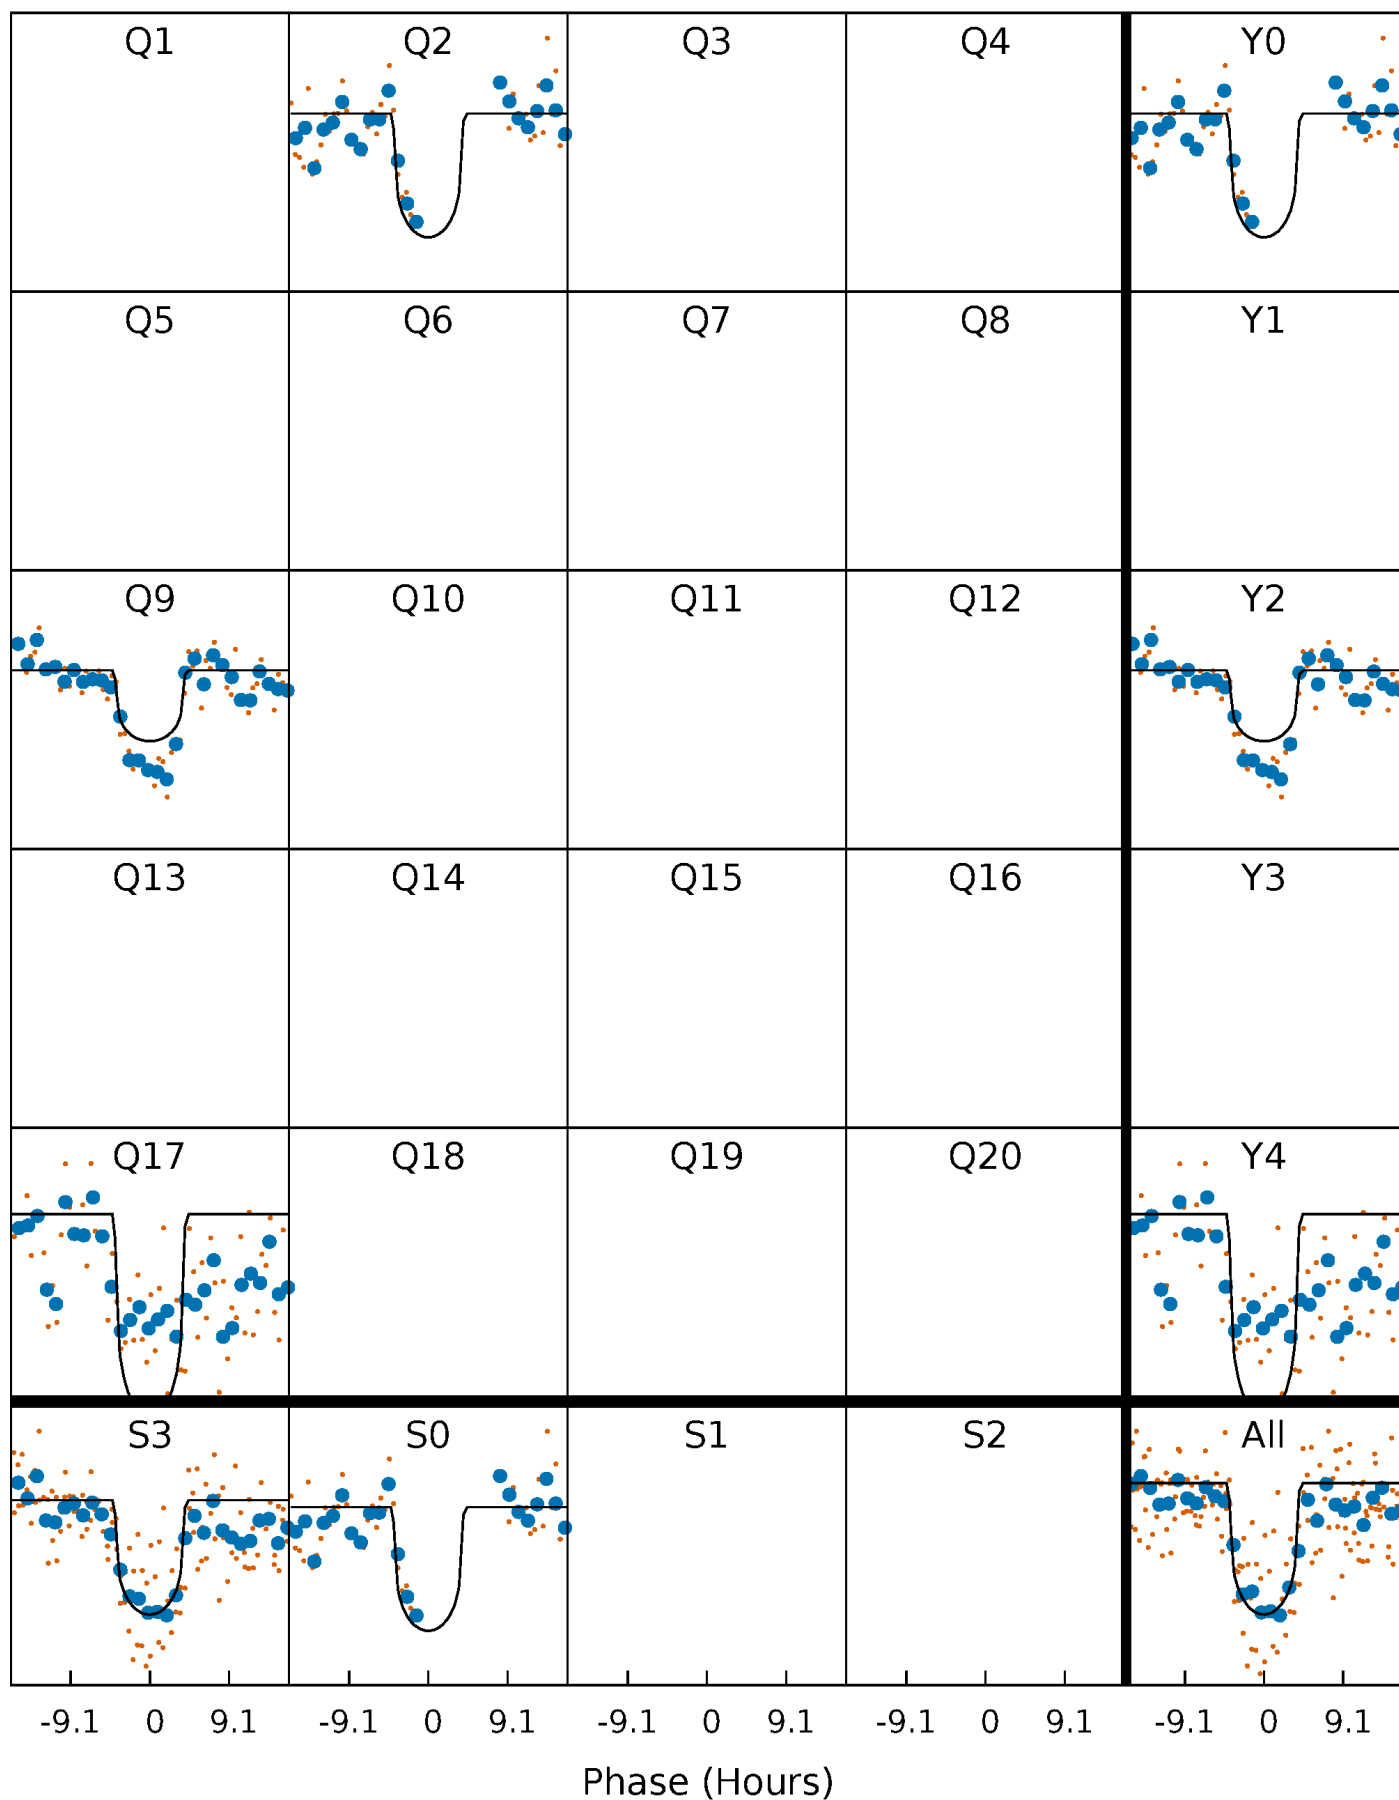 Q1 Q2 Q3 Q4 Y0
Q5 Q6 Q7 Q8 Y1
Q9 Q10 Q11 Q12 Y2
Q13 Q14 Q15 Q16 Y3
Q17 Q18 Q19 Q20 Y4
S3 S0 S1 S2 All
-9.1 0 9.1 -9.1 0 9.1 -9.1 0 9.1 -9.1 0 9.1 -9.1 0 9.1
Phase (Hours)